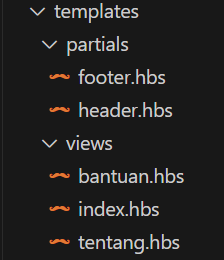 templates
partials
footer.hbs
header.hbs
views
bantuan.hbs
index.hbs
tentang.hbs